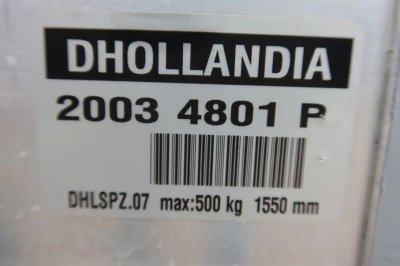 DHOLLANDIA
2003 4801 P
DHLSPZ.07 max:500 kg 1550 mm